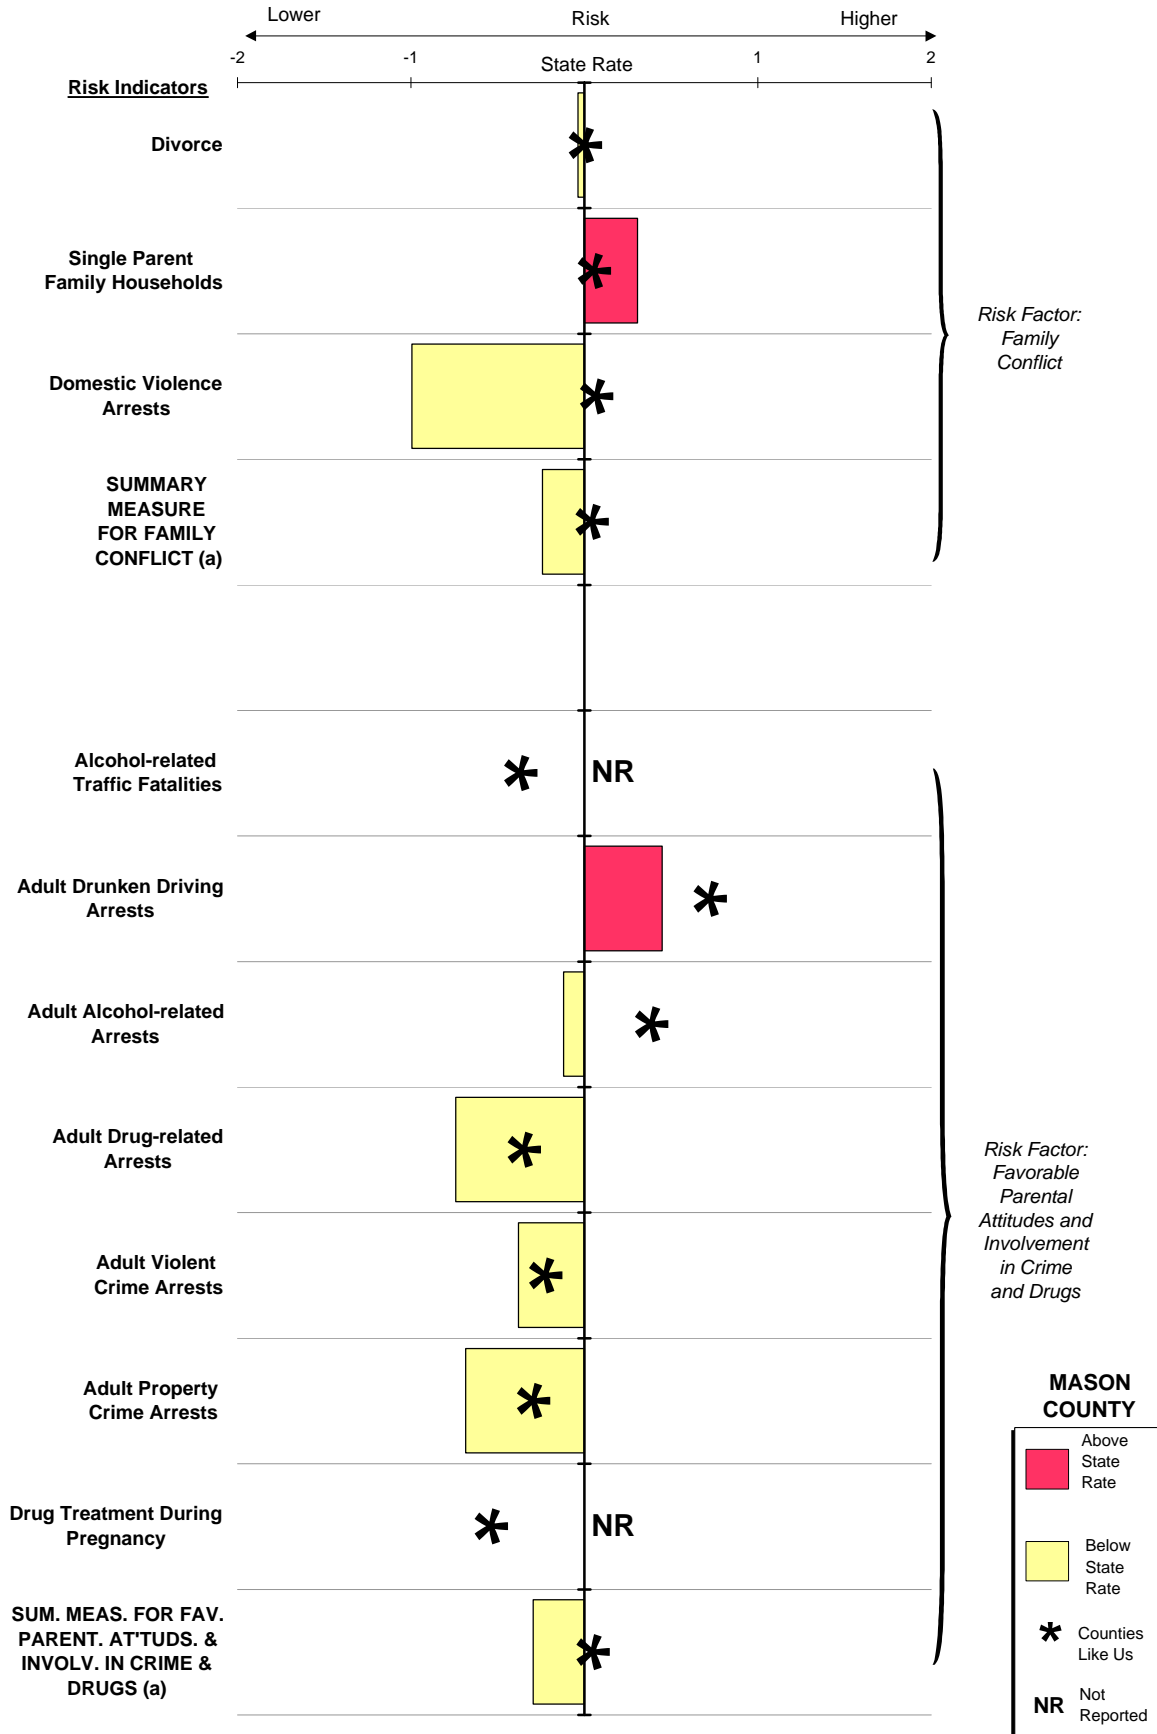 Lower Risk Higher
-2 -1 State Rate 1 2
Risk Indicators
Divorce
*
Single Parent
Family Households
*
Domestic Violence
Arrests
*
SUMMARY
MEASURE
FOR FAMILY
CONFLICT (a)
*
Risk Factor:
Family
Conflict
Alcohol-related
Traffic Fatalities
* NR
Adult Drunken Driving
Arrests
*
Adult Alcohol-related
Arrests
*
Adult Drug-related
Arrests
*
Adult Violent
Crime Arrests
*
Adult Property
Crime Arrests
*
Drug Treatment During
Pregnancy
* NR
SUM. MEAS. FOR FAV.
PARENT. AT'TUDS. &
INVOLV. IN CRIME &
DRUGS (a)
*
Risk Factor:
Favorable
Parental
Attitudes and
Involvement
in Crime
and Drugs
MASON
COUNTY
Above
State
Rate
Below
State
Rate
* Counties
Like Us
NR Not
Reported